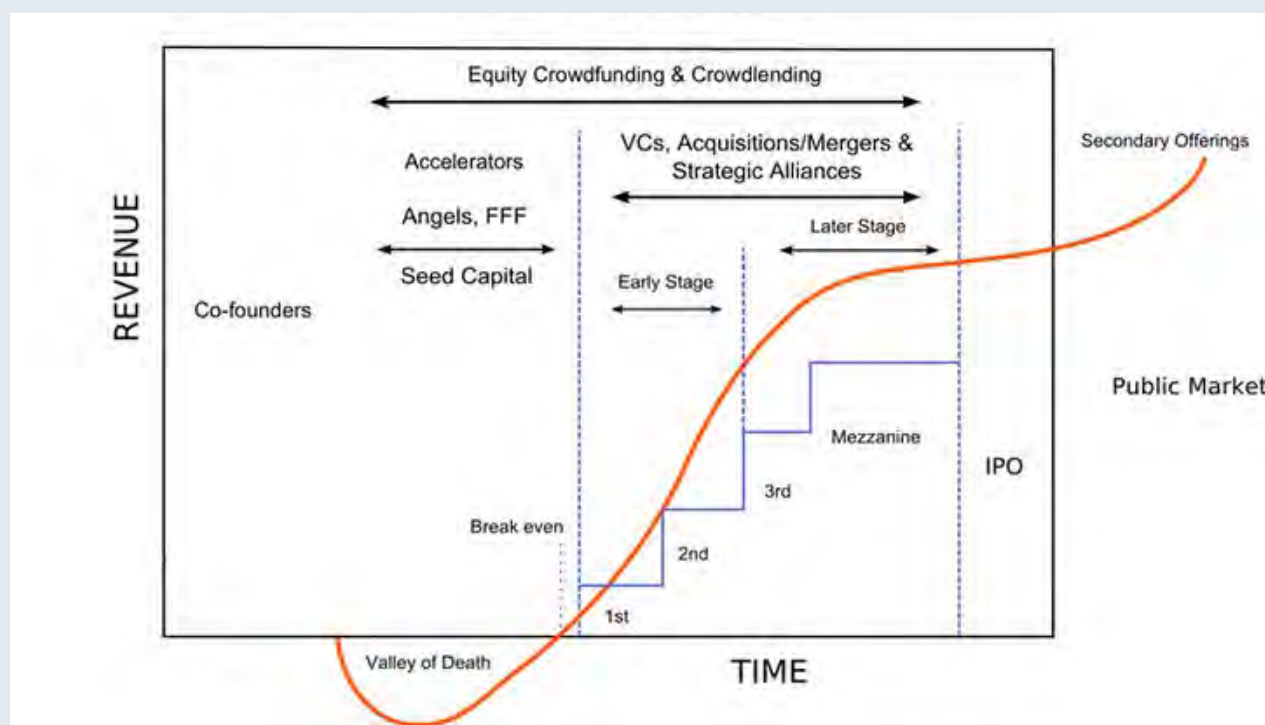 Equity Crowdfunding & Crowdlending
VCs, Acquisitions/Mergers &
Strategic Alliances
Secondary Offerings
Accelerators
Angels, FFF
Seed Capital
Later Stage
Early Stage
Co-founders
REVENUE
Public Market
Mezzanine
IPO
3rd
Break even
2nd
1st
Valley of Death
TIME